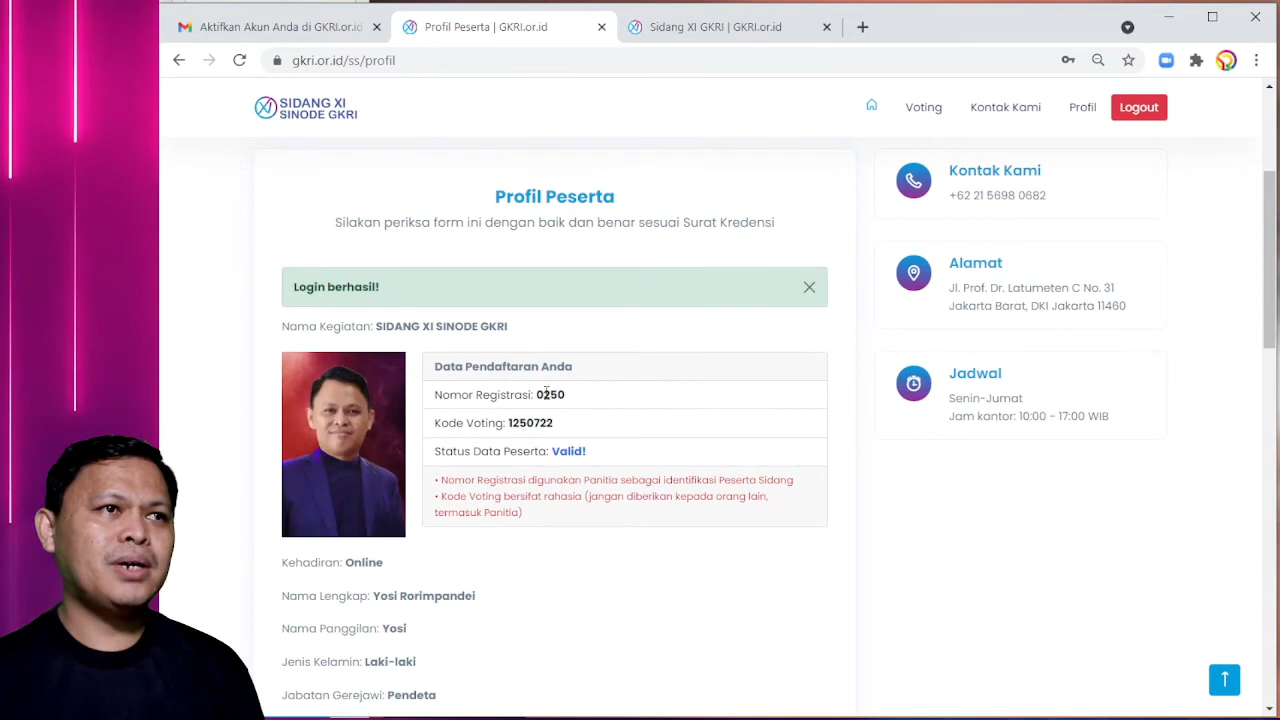 Aktifkan Akun Anda di GKRI.or.id
Profil Peserta | GKRI.or.id
Sidang XI GKRI | GKRI.or.id
gkri.or.id/ss/profil
SIDANG XI
SINODE GKRI
Voting
Kontak Kami
Profil
Logout
Profil Peserta
Silakan periksa form ini dengan baik dan benar sesuai Surat Kredensi
Login berhasil!
Nama Kegiatan: SIDANG XI SINODE GKRI
Data Pendaftaran Anda
Nomor Registrasi: 0250
Kode Voting: 1250722
Status Data Peserta: Valid!
• Nomor Registrasi digunakan Panitia sebagai identifikasi Peserta Sidang
• Kode Voting bersifat rahasia (jangan diberikan kepada orang lain,
termasuk Panitia)
Kehadiran: Online
Nama Lengkap: Yosi Rorimpandei
Nama Panggilan: Yosi
Jenis Kelamin: Laki-laki
Jabatan Gerejawi: Pendeta
Kontak Kami
+62 21 5698 0682
Alamat
Jl. Prof. Dr. Latumeten C No. 31
Jakarta Barat, DKI Jakarta 11460
Jadwal
Senin-Jumat
Jam kantor: 10:00 - 17:00 WIB